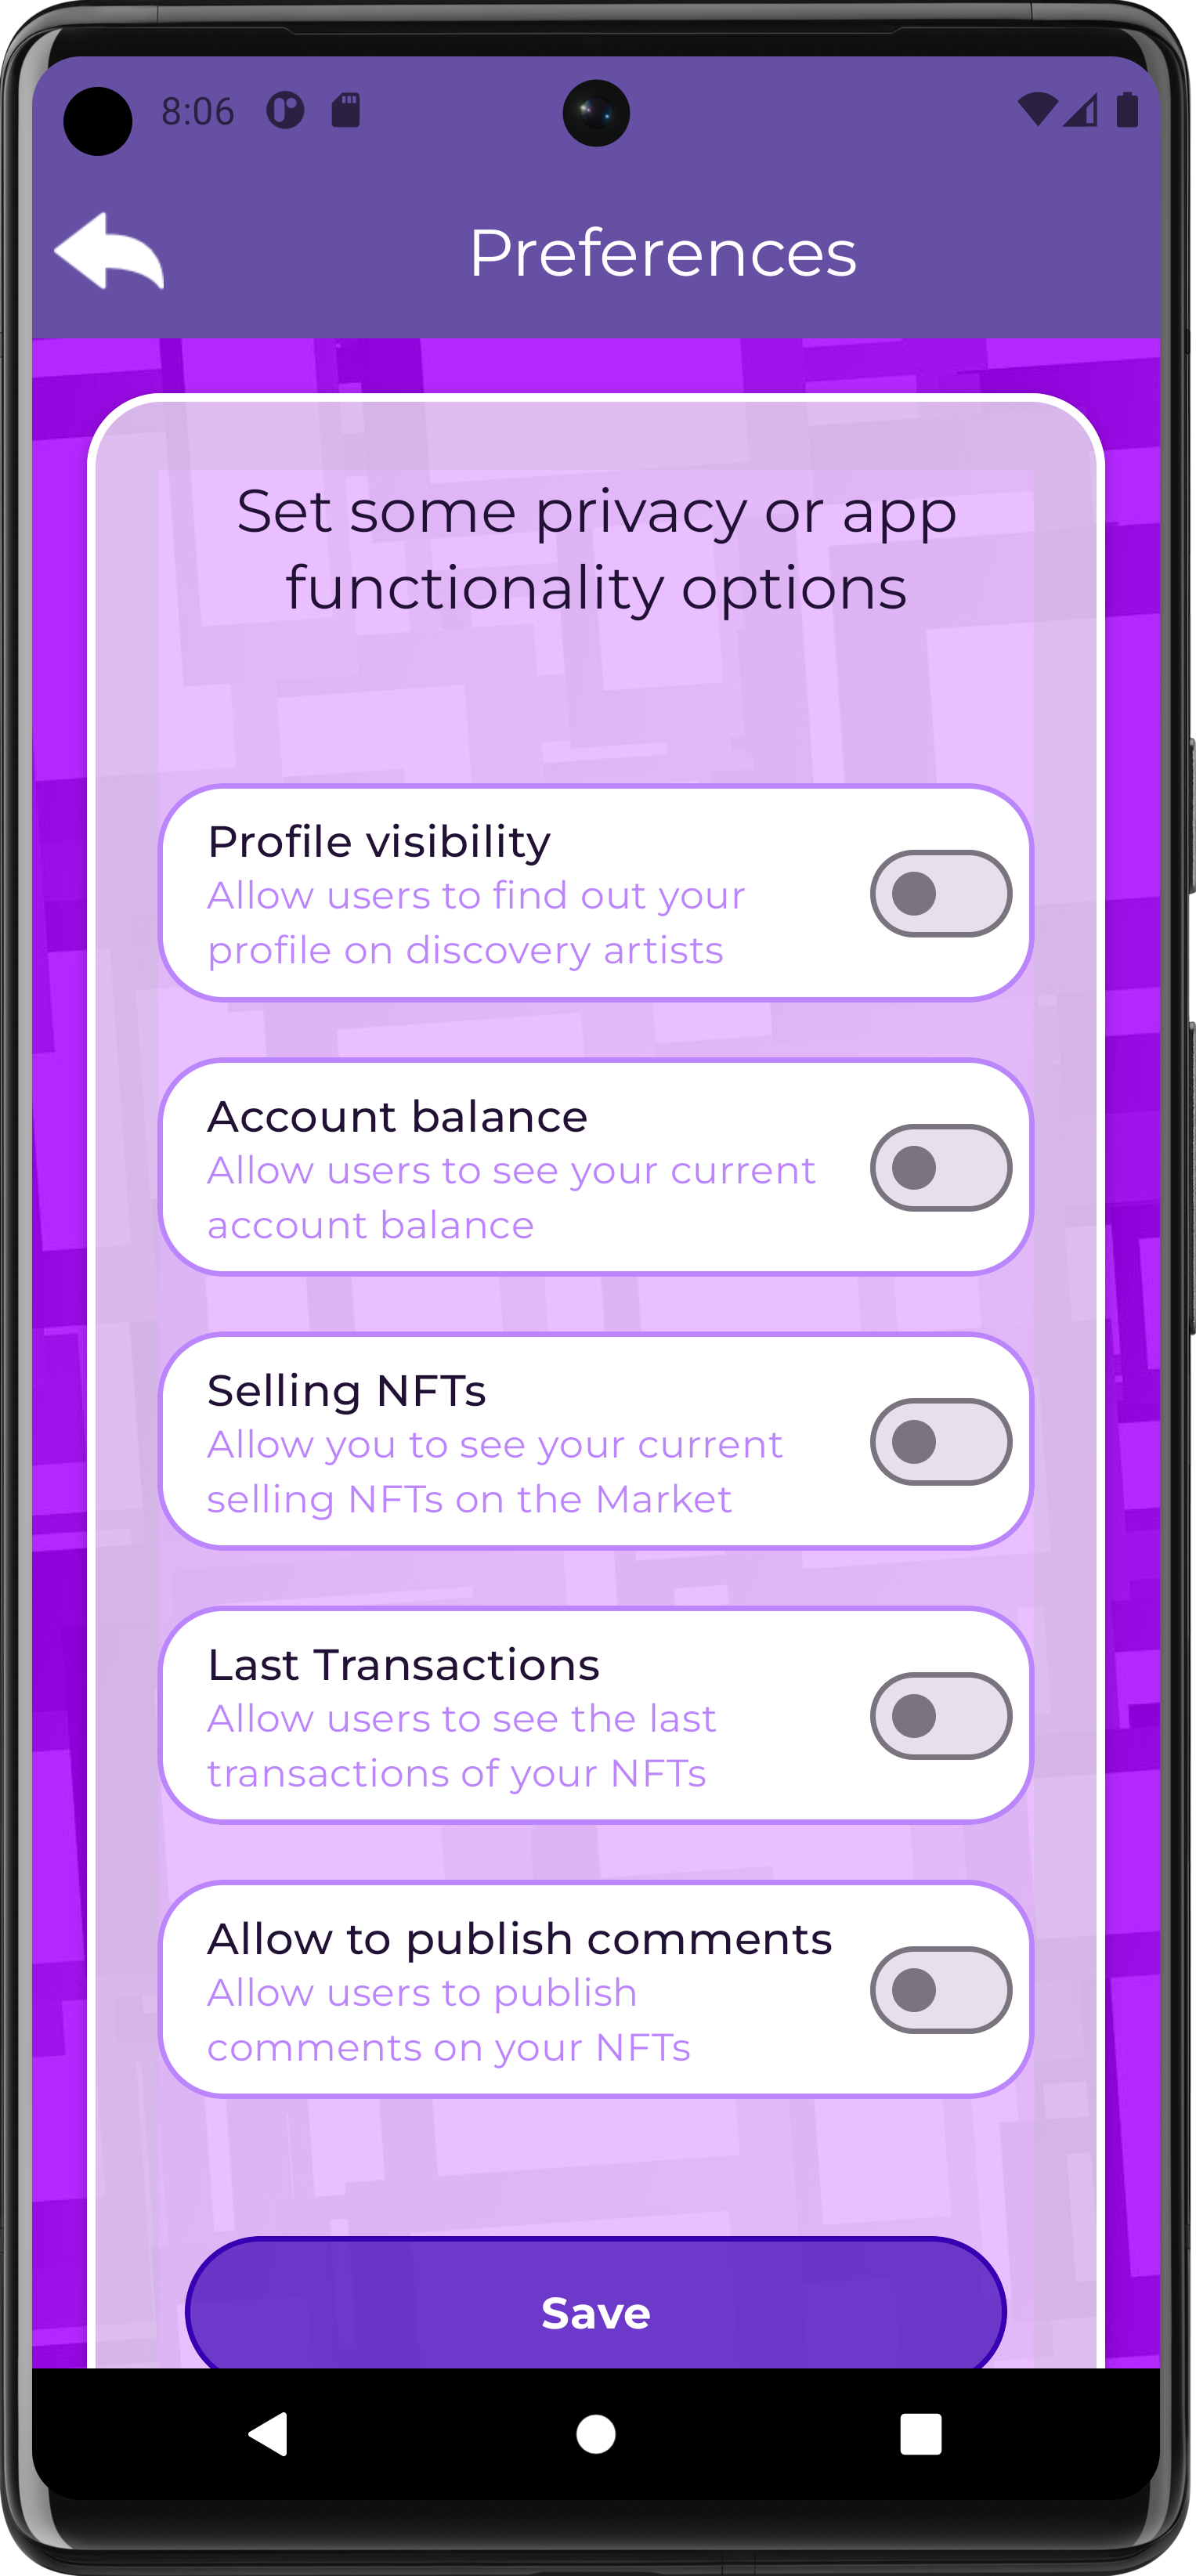 8:06
Preferences
Set some privacy or app
functionality options
Profile visibility
Allow users to find out your
profile on discovery artists
Account balance
Allow users to see your current
account balance
Selling NFTs
Allow you to see your current
selling NFTs on the Market
Last Transactions
Allow users to see the last
transactions of your NFTs
Allow to publish comments
Allow users to publish
comments on your NFTs
Save